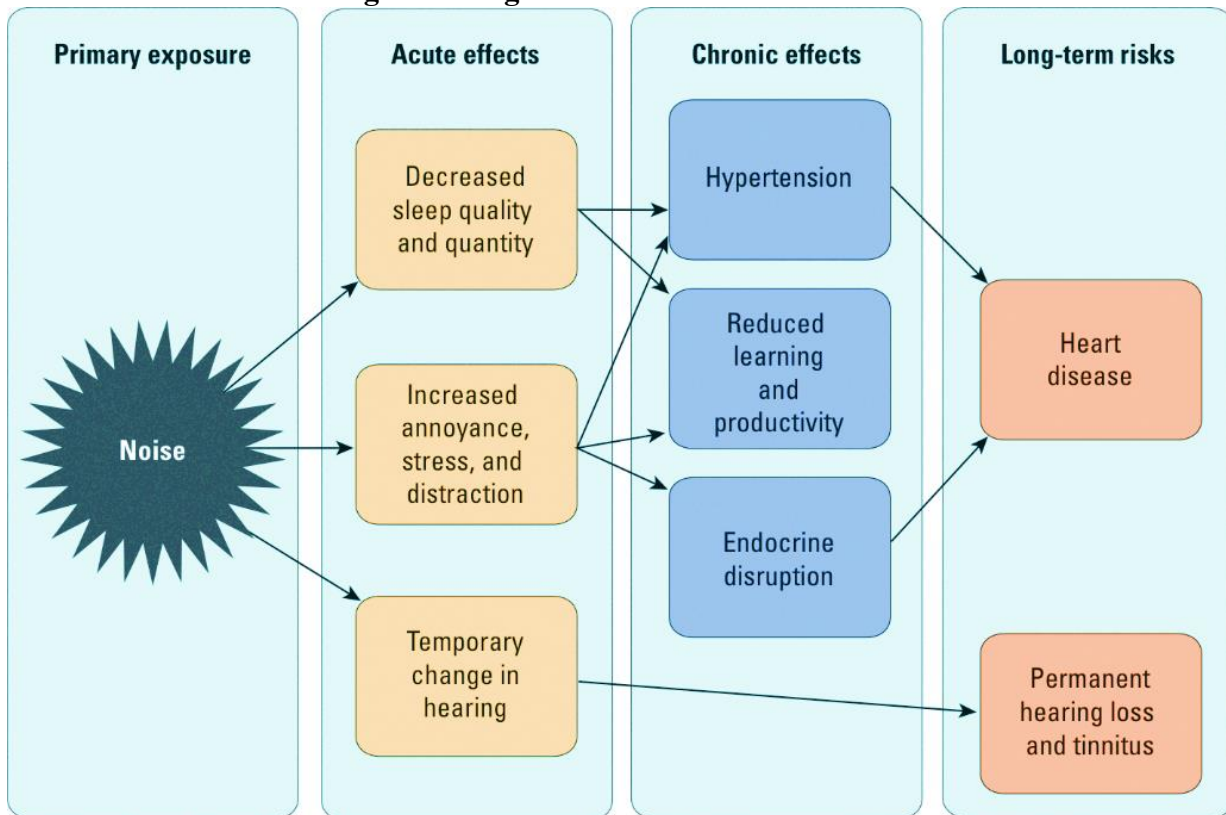 Primary exposure
Acute effects
Chronic effects
Long-term risks
Noise
Decreased
sleep quality
and quantity
Increased
annoyance,
stress, and
distraction
Temporary
change in
hearing
Hypertension
Reduced
learning
and
productivity
Endocrine
disruption
Heart
disease
Permanent
hearing loss
and tinnitus